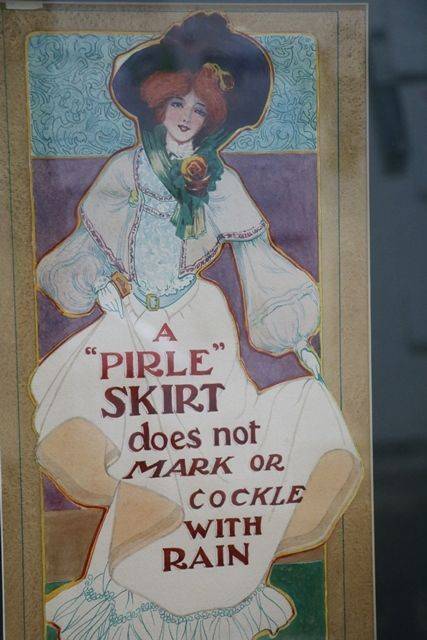 A
"PIRLE"
SKIRT
does not
MARK OR
COCKLE
WITH
RAIN